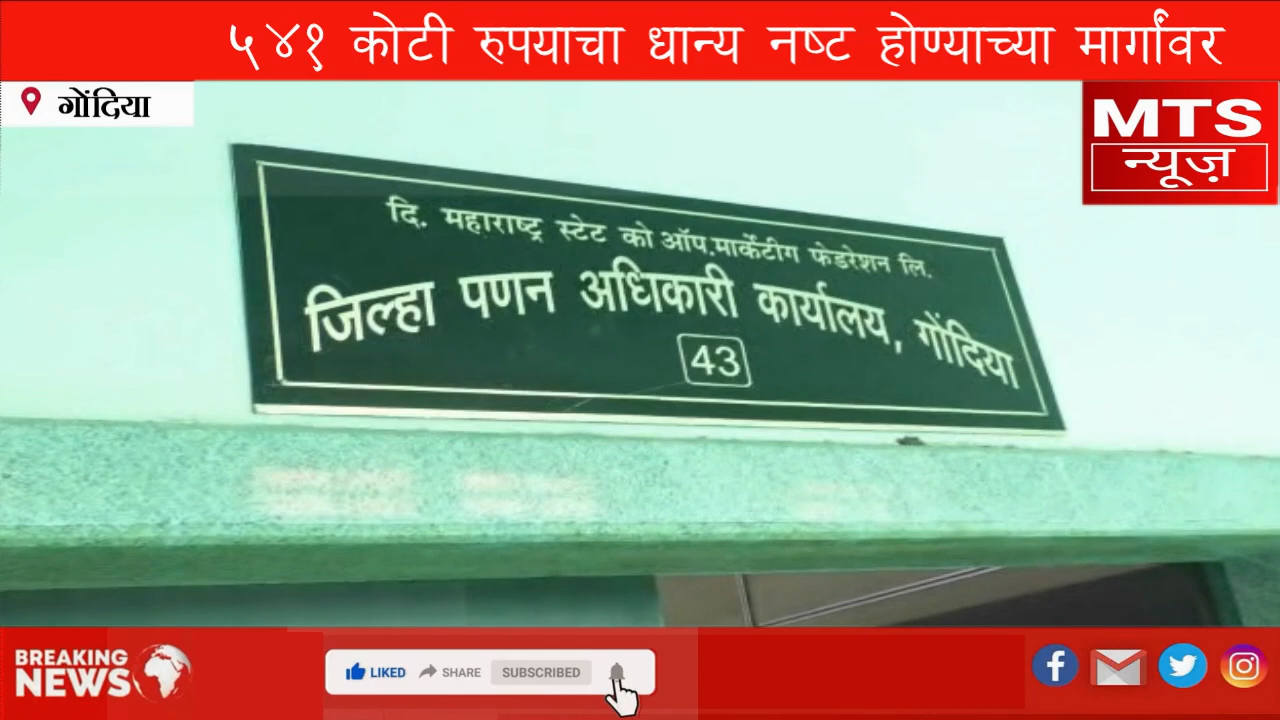 ५४१ कोटी रुपयाचा धान्य नष्ट होण्याच्या मार्गांवर
गोंदिया
MTS
न्यूज़
दि. महाराष्ट्र स्टेट को ऑप.मार्केटींग फेडरेशन लि.
जिल्हा पणन अधिकारी कार्यालय, गोंदिया
43
BREAKING
NEWS
LIKED SHARE SUBSCRIBED